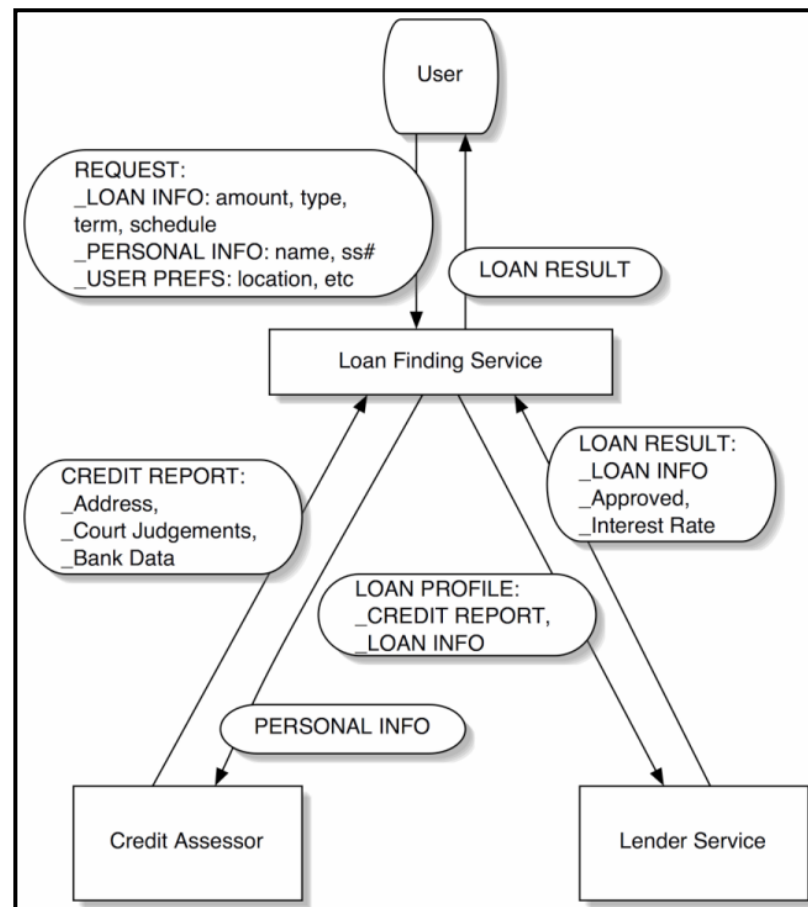 User
REQUEST:
_LOAN INFO: amount, type,
term, schedule
_PERSONAL INFO: name, ss#
_USER PREFS: location, etc
LOAN RESULT
Loan Finding Service
CREDIT REPORT:
_Address,
_Court Judgements,
_Bank Data
LOAN RESULT:
_LOAN INFO
_Approved,
_Interest Rate
LOAN PROFILE:
_CREDIT REPORT,
_LOAN INFO
PERSONAL INFO
Credit Assessor
Lender Service